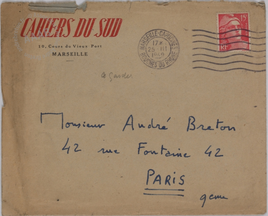 CAHIERS DU SUD
10, Cours du Vieux Port
MARSEILLE
à garder
Monsieur André Breton
42 rue Fontaine 42
PARIS
9eme